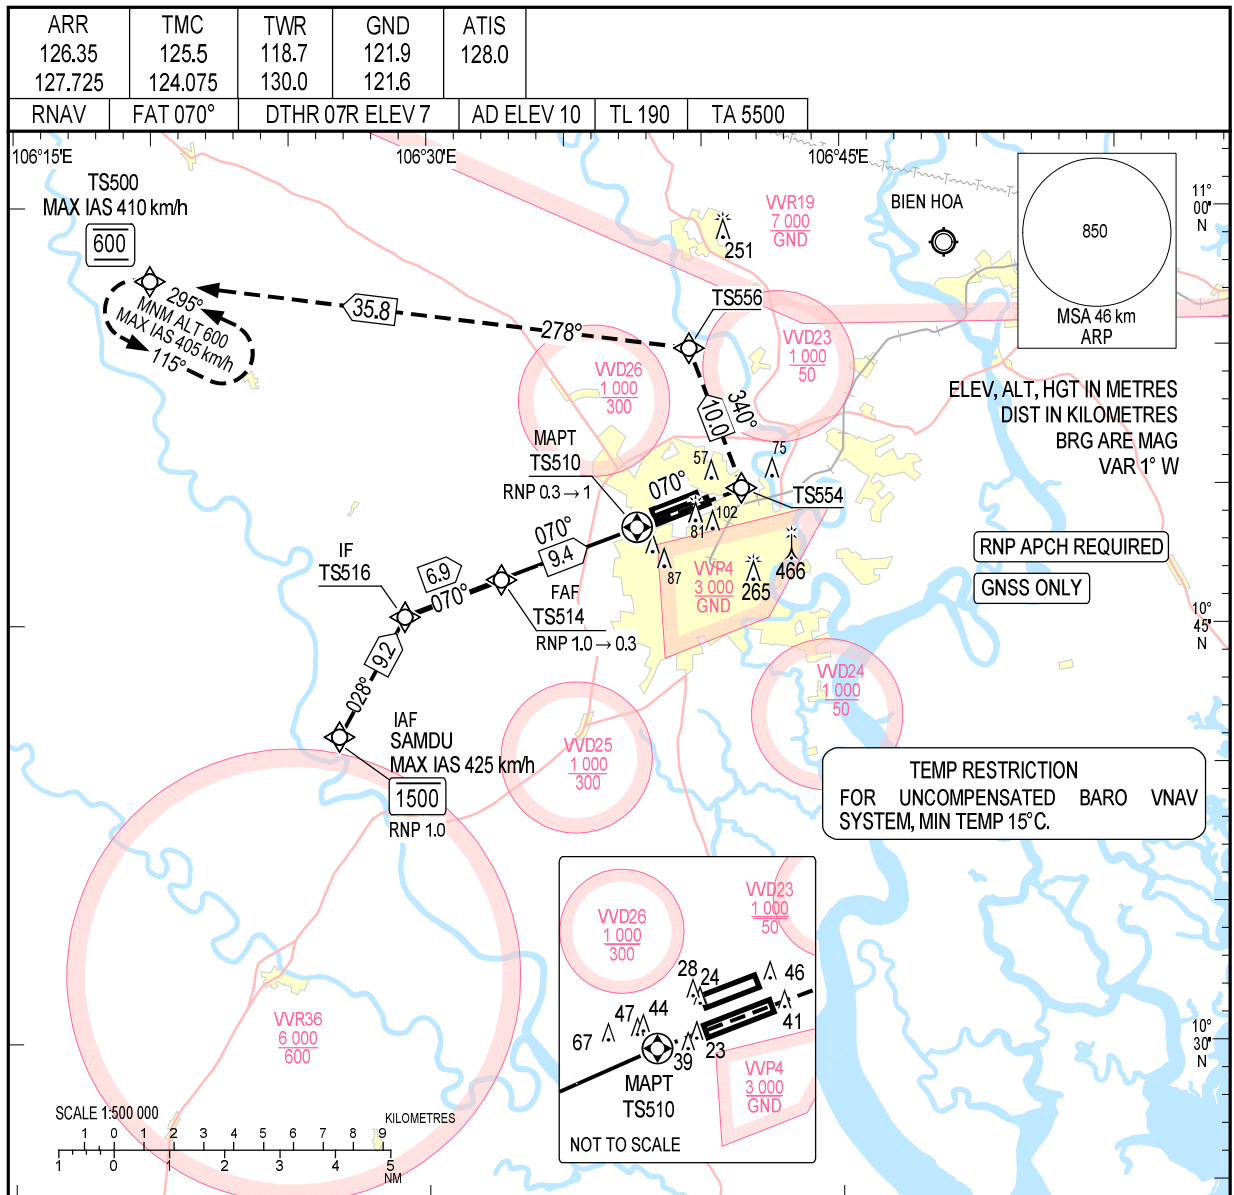 ARR
126.35
127.725
TMC
125.5
124.075
TWR
118.7
130.0
GND
121.9
121.6
ATIS
128.0
RNAV
FAT 070°
DTHR 07R ELEV 7
AD ELEV 10
TL 190
TA 5500
106°15'E
106°30'E
106°45'E
TS500
MAX IAS 410 km/h
600
295°
MNM ALT 600
MAX IAS 405 km/h
115°
35.8
278°
TS556
VVR19
7 000
GND
251
BIEN HOA
850
MSA 46 km
ARP
11°
00'
N
VVD23
1 000
50
VVD26
1 000
300
10.0
340°
ELEV, ALT, HGT IN METRES
DIST IN KILOMETRES
BRG ARE MAG
VAR 1° W
MAPT
TS510
RNP 0.3→1
57
75
070°
TS554
102
81
87
070°
9.4
IF
TS516
6.9
070°
FAF
TS514
RNP 1.0→0.3
VVP4
3 000
GND
265
466
RNP APCH REQUIRED
GNSS ONLY
10°
45'
N
9.2
028°
IAF
SAMDU
MAX IAS 425 km/h
1500
RNP 1.0
VVD25
1 000
300
VVD24
1 000
50
TEMP RESTRICTION
FOR UNCOMPENSATED BARO VNAV
SYSTEM, MIN TEMP 15°C.
VVR36
6 000
600
VVD26
1 000
300
VVD23
1 000
50
28
24
46
47
44
67
41
39
23
MAPT
TS510
VVP4
3 000
GND
NOT TO SCALE
10°
30'
N
SCALE 1:500 000
KILOMETRES
1 0 1 2 3 4 5 6 7 8 9
1 0 1 2 3 4 5
NM